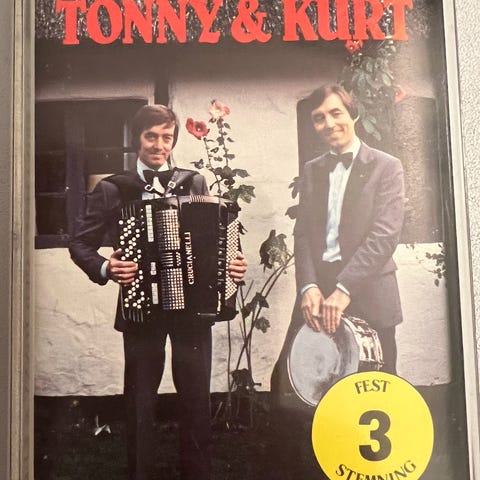 TONNY & KURT
CRUCIANELLI
FEST
3
STEMNING